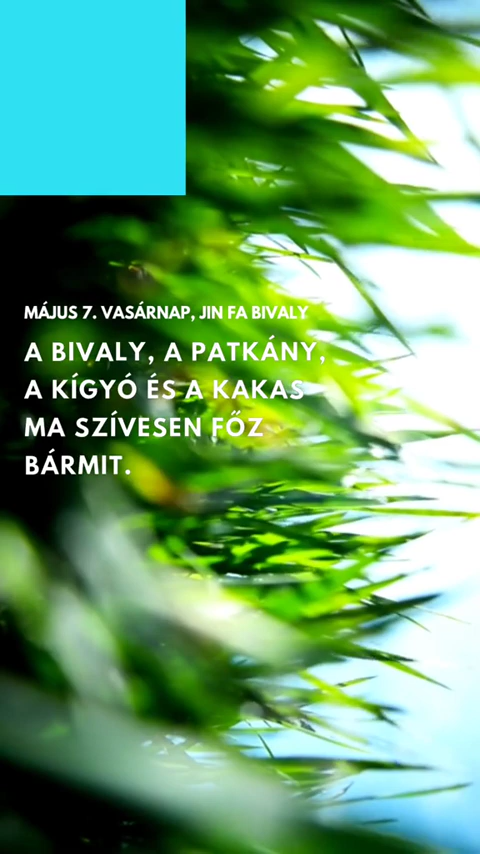 MÁJUS 7. VASÁRNAP, JIN FA BIVALY
A BIVALY, A PATKÁNY,
A KÍGYÓ ÉS A KAKAS
MA SZÍVESEN FŐZ
BÁRMIT.